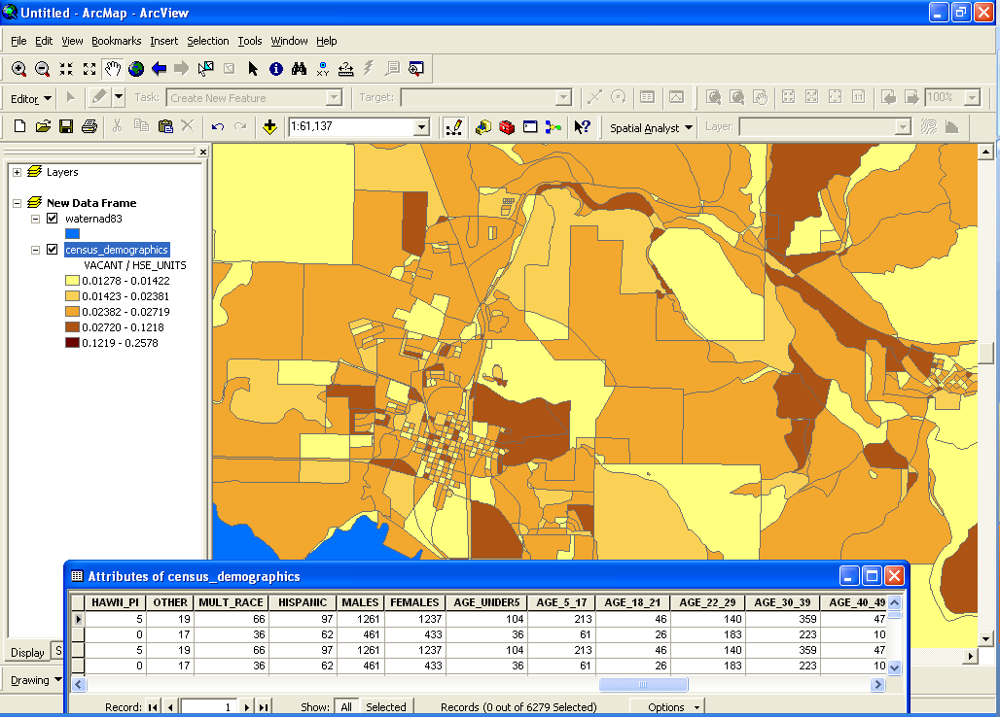 Untitled - ArcMap - ArcView
File Edit View Bookmarks Insert Selection Tools Window Help
Editor Task: Create New Feature Target: 100%
1:61,137 Spatial Analyst Layer:
Layers
New Data Frame
waternad83
census_demographics
VACANT / HSE_UNITS
0.01278 - 0.01422
0.01423 - 0.02381
0.02382 - 0.02719
0.02720 - 0.1218
0.1219 - 0.2578
Attributes of census_demographics
HAWN_PI OTHER MULT_RACE HISPANIC MALES FEMALES AGE_UNDER5 AGE_5_17 AGE_18_21 AGE_22_29 AGE_30_39 AGE_40_49
5 19 66 97 1261 1237 104 213 46 140 359 47
0 17 36 62 461 433 36 61 26 183 223 10
5 19 66 97 1261 1237 104 213 46 140 359 47
0 17 36 62 461 433 36 61 26 183 223 10
Display S
Drawing
Record: 1 Show: All Selected Records (0 out of 6279 Selected) Options